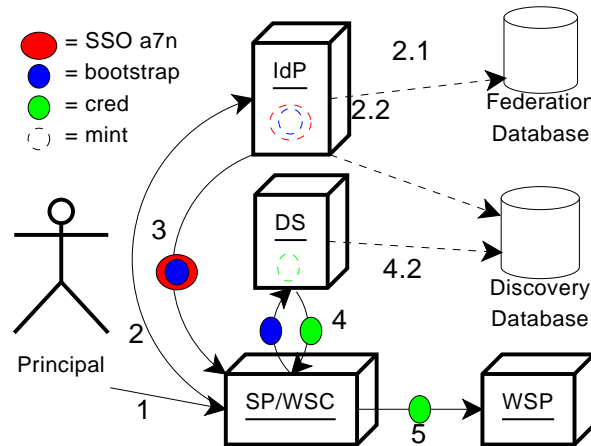 = SSO a7n
= bootstrap
= cred
= mint
IdP
2.1
2.2
Federation
Database
3
DS
4.2
Discovery
Database
4
2
Principal
1
SP/WSC
5
WSP